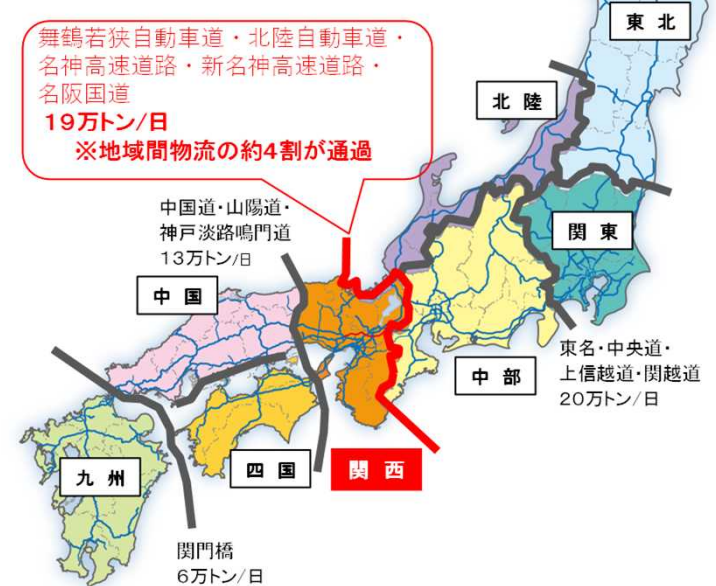 舞鶴若狭自動車道・北陸自動車道・
名神高速道路・新名神高速道路・
名阪国道
19万トン/日
※地域間物流の約4割が通過
東 北
北 陸
関 東
中国道・山陽道・
神戸淡路鳴門道
13万トン/日
中 国
東名・中央道・
上信越道・関越道
20万トン/日
中 部
四 国
関 西
九 州
関門橋
6万トン/日